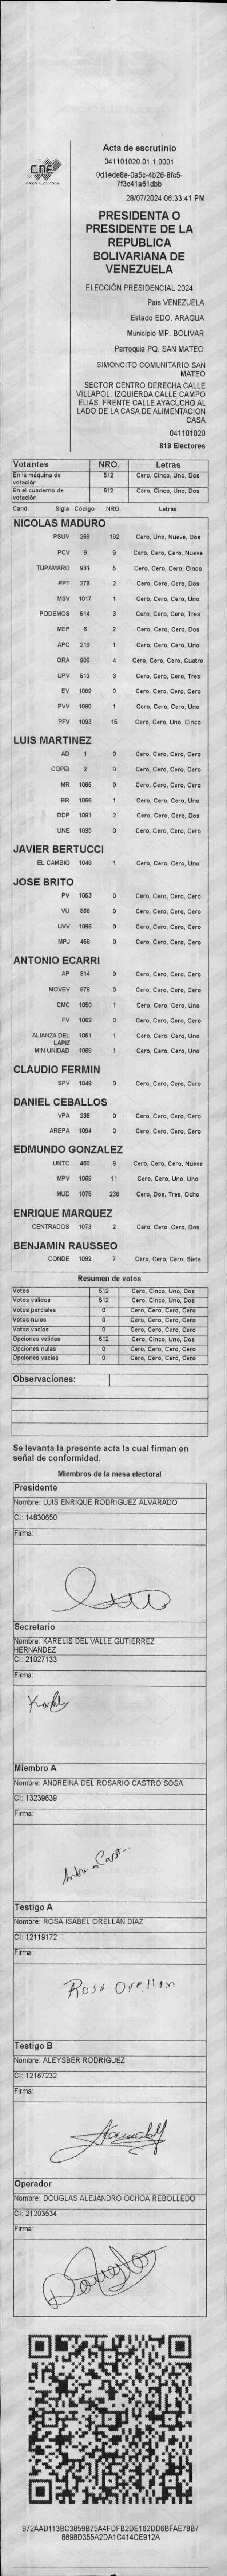 CNE
Acta de escrutinio
041101020.01.1.0001
0d1ede8e-0a5c-4b26-8fc5-
7f3c41a61dbb
28/07/2024 06:33:41 PM
PRESIDENTA O
PRESIDENTE DE LA
REPUBLICA
BOLIVARIANA DE
VENEZUELA
ELECCIÓN PRESIDENCIAL 2024
Pais VENEZUELA
Estado EDO. ARAGUA
Municipio MP. BOLIVAR
Parroquia PQ. SAN MATEO
SIMONCITO COMUNITARIO SAN
MATEO
SECTOR CENTRO DERECHA CALLE
VILLAPOL. IZQUIERDA CALLE CAMPO
ELIAS. FRENTE CALLE AYACUCHO AL
LADO DE LA CASA DE ALIMENTACION
CASA
041101020
819 Electores
Votantes NRO. Letras
En la máquina de votación 512 Cero, Cinco, Uno, Dos
En el cuaderno de votación 512 Cero, Cinco, Uno, Dos
Cand. Sigla Código NRO. Letras
NICOLAS MADURO
PSUV 289 192 Cero, Uno, Nueve, Dos
PCV 9 9 Cero, Cero, Cero, Nueve
TUPAMARO 931 5 Cero, Cero, Cero, Cinco
PPT 276 2 Cero, Cero, Cero, Dos
MSV 1017 1 Cero, Cero, Cero, Uno
PODEMOS 514 3 Cero, Cero, Cero, Tres
MEP 6 2 Cero, Cero, Cero, Dos
APC 219 1 Cero, Cero, Cero, Uno
ORA 906 4 Cero, Cero, Cero, Cuatro
UPV 513 3 Cero, Cero, Cero, Tres
EV 1089 0 Cero, Cero, Cero, Cero
PVV 1090 1 Cero, Cero, Cero, Uno
PFV 1093 15 Cero, Cero, Uno, Cinco
LUIS MARTINEZ
AD 1 0 Cero, Cero, Cero, Cero
COPEI 2 0 Cero, Cero, Cero, Cero
MR 1065 0 Cero, Cero, Cero, Cero
BR 1066 1 Cero, Cero, Cero, Uno
DDP 1091 2 Cero, Cero, Cero, Dos
UNE 1095 0 Cero, Cero, Cero, Cero
JAVIER BERTUCCI
EL CAMBIO 1048 1 Cero, Cero, Cero, Uno
JOSE BRITO
PV 1053 0 Cero, Cero, Cero, Cero
VU 868 0 Cero, Cero, Cero, Cero
UVV 1096 0 Cero, Cero, Cero, Cero
MPJ 458 0 Cero, Cero, Cero, Cero
ANTONIO ECARRI
AP 614 0 Cero, Cero, Cero, Cero
MOVEV 878 0 Cero, Cero, Cero, Cero
CMC 1050 1 Cero, Cero, Cero, Uno
FV 1062 0 Cero, Cero, Cero, Cero
ALIANZA DEL LAPIZ 1051 1 Cero, Cero, Cero, Uno
MIN UNIDAD 1069 1 Cero, Cero, Cero, Uno
CLAUDIO FERMIN
SPV 1049 0 Cero, Cero, Cero, Cero
DANIEL CEBALLOS
VPA 236 0 Cero, Cero, Cero, Cero
AREPA 1094 0 Cero, Cero, Cero, Cero
EDMUNDO GONZALEZ
UNTC 460 9 Cero, Cero, Cero, Nueve
MPV 1069 11 Cero, Cero, Uno, Uno
MUD 1075 238 Cero, Dos, Tres, Ocho
ENRIQUE MARQUEZ
CENTRADOS 1073 2 Cero, Cero, Cero, Dos
BENJAMIN RAUSSEO
CONDE 1092 7 Cero, Cero, Cero, Siete
Resumen de votos
Votos 512 Cero, Cinco, Uno, Dos
Votos validos 512 Cero, Cinco, Uno, Dos
Votos parciales 0 Cero, Cero, Cero, Cero
Votos nulos 0 Cero, Cero, Cero, Cero
Votos vacios 0 Cero, Cero, Cero, Cero
Opciones validas 512 Cero, Cinco, Uno, Dos
Opciones nulas 0 Cero, Cero, Cero, Cero
Opciones vacias 0 Cero, Cero, Cero, Cero
Observaciones:
Se levanta la presente acta la cual firman en
señal de conformidad.
Miembros de la mesa electoral
Presidente
Nombre: LUIS ENRIQUE RODRIGUEZ ALVARADO
CI: 14830650
Firma:
Secretario
Nombre: KARELIS DEL VALLE GUTIERREZ
HERNANDEZ
CI: 21027133
Firma:
Miembro A
Nombre: ANDREINA DEL ROSARIO CASTRO SOSA
CI: 13239639
Firma:
Testigo A
Nombre: ROSA ISABEL ORELLAN DIAZ
CI: 12119172
Firma:
Rosa Orellan
Testigo B
Nombre: ALEYSBER RODRIGUEZ
CI: 12167232
Firma:
Operador
Nombre: DOUGLAS ALEJANDRO OCHOA REBOLLEDO
CI: 21203534
Firma:
972AAD113BC3859B75A4FDFB2DE162DD6BFAE78B7
8698D355A2DA1C414CE912A